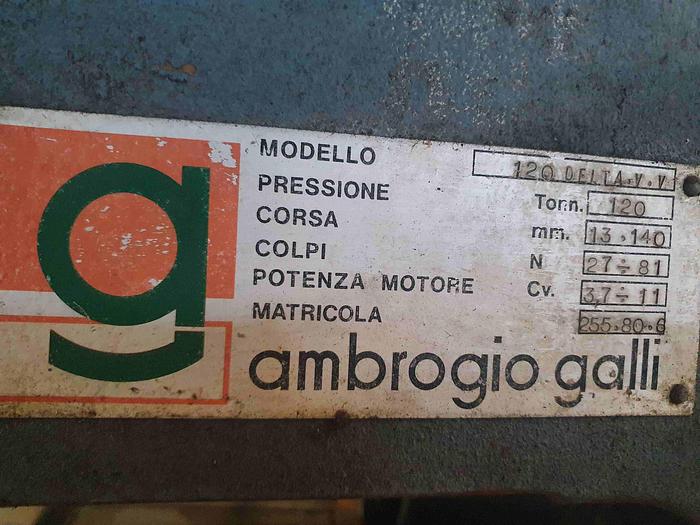 g
MODELLO 120 DELTA.V.V
PRESSIONE Tonn. 120
CORSA mm. 13.140
COLPI N 27÷81
POTENZA MOTORE Cv. 3,7÷11
MATRICOLA 255.80.6
ambrogio galli